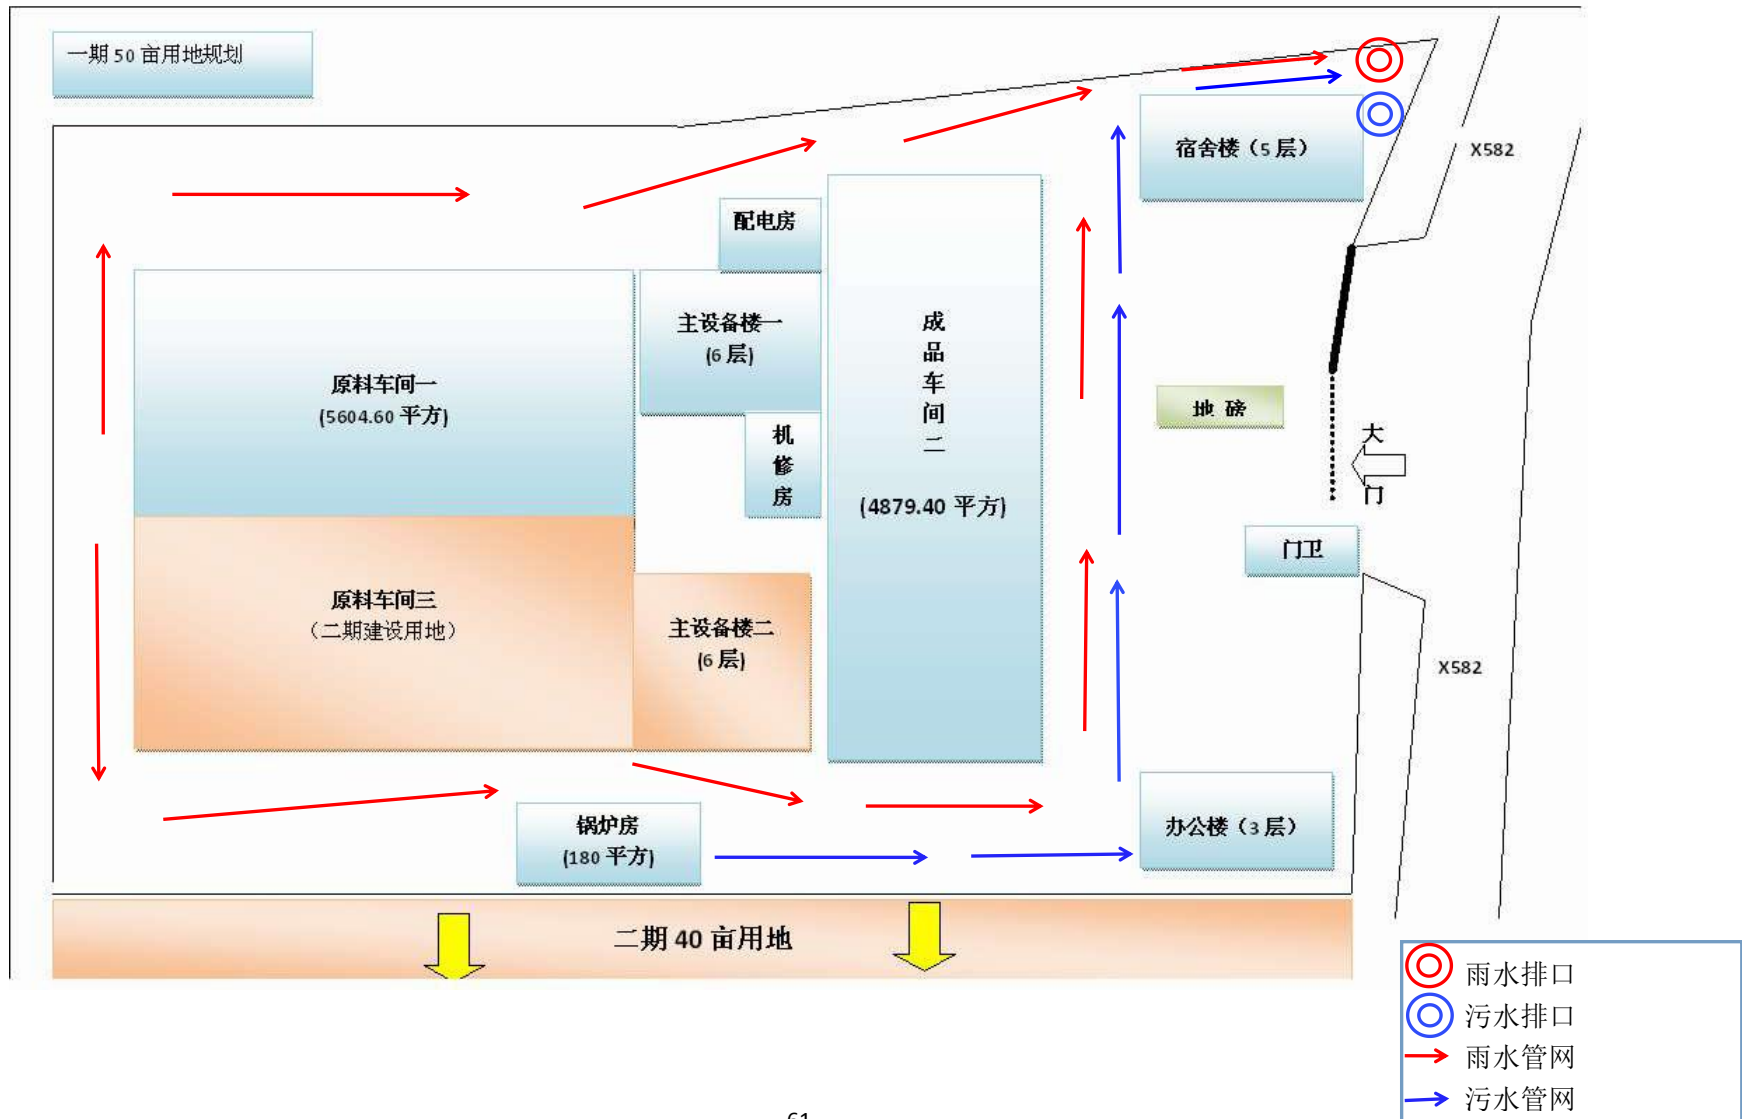 一期 50 亩用地规划
宿舍楼（5 层）
X582
配电房
主设备楼一
(6 层)
成
品
车
间
二
(4879.40 平方)
原料车间一
(5604.60 平方)
机
修
房
地 磅
大
门
门卫
原料车间三
（二期建设用地）
主设备楼二
(6 层)
X582
锅炉房
(180 平方)
办公楼（3 层）
二期 40 亩用地
雨水排口
污水排口
雨水管网
污水管网
61